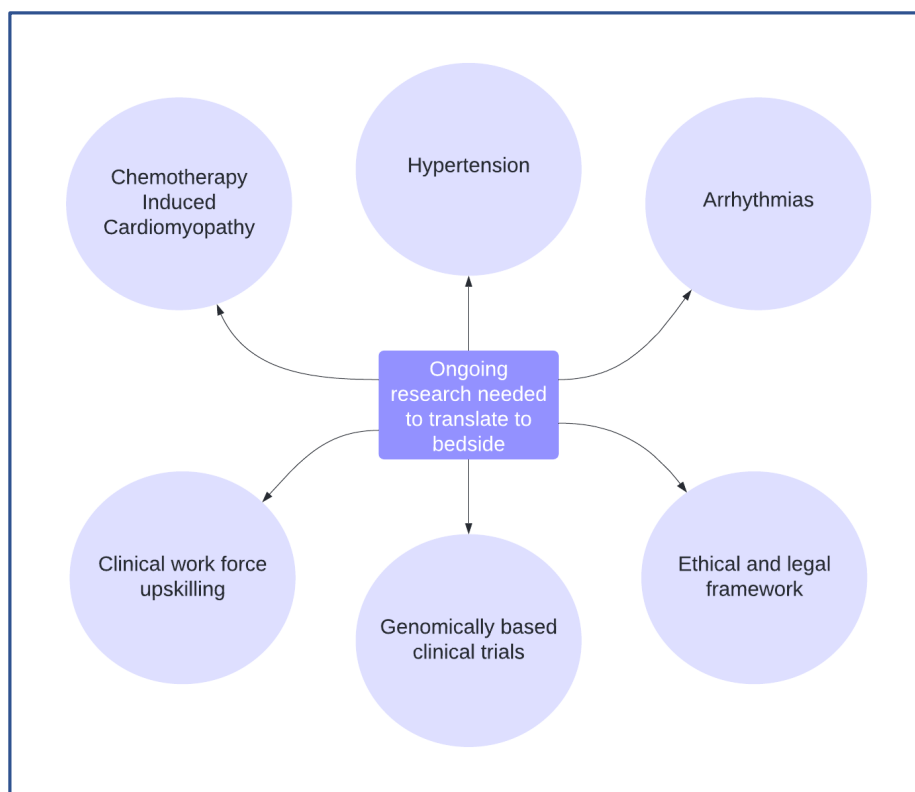 Chemotherapy
Induced
Cardiomyopathy
Hypertension
Arrhythmias
Ongoing
research needed
to translate to
bedside
Clinical work force
upskilling
Genomically based
clinical trials
Ethical and legal
framework